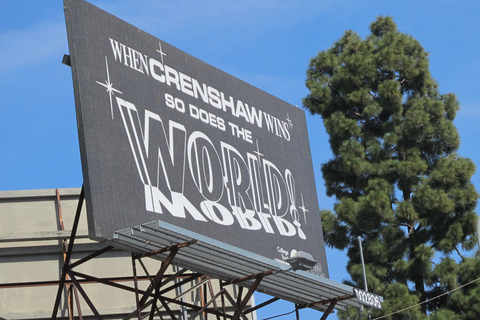 WHEN CRENSHAW WINS
SO DOES THE
WORLD!